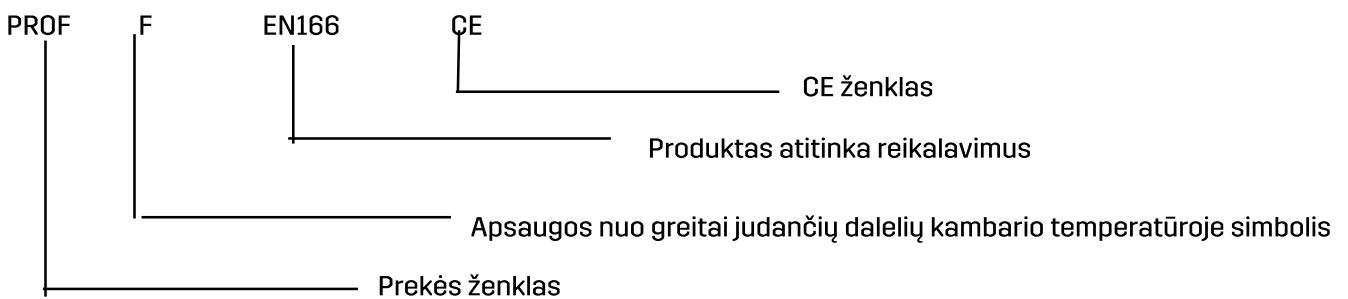 PROF F EN166 CE
CE ženklas
Produktas atitinka reikalavimus
Apsaugos nuo greitai judančių dalelių kambario temperatūroje simbolis
Prekės ženklas